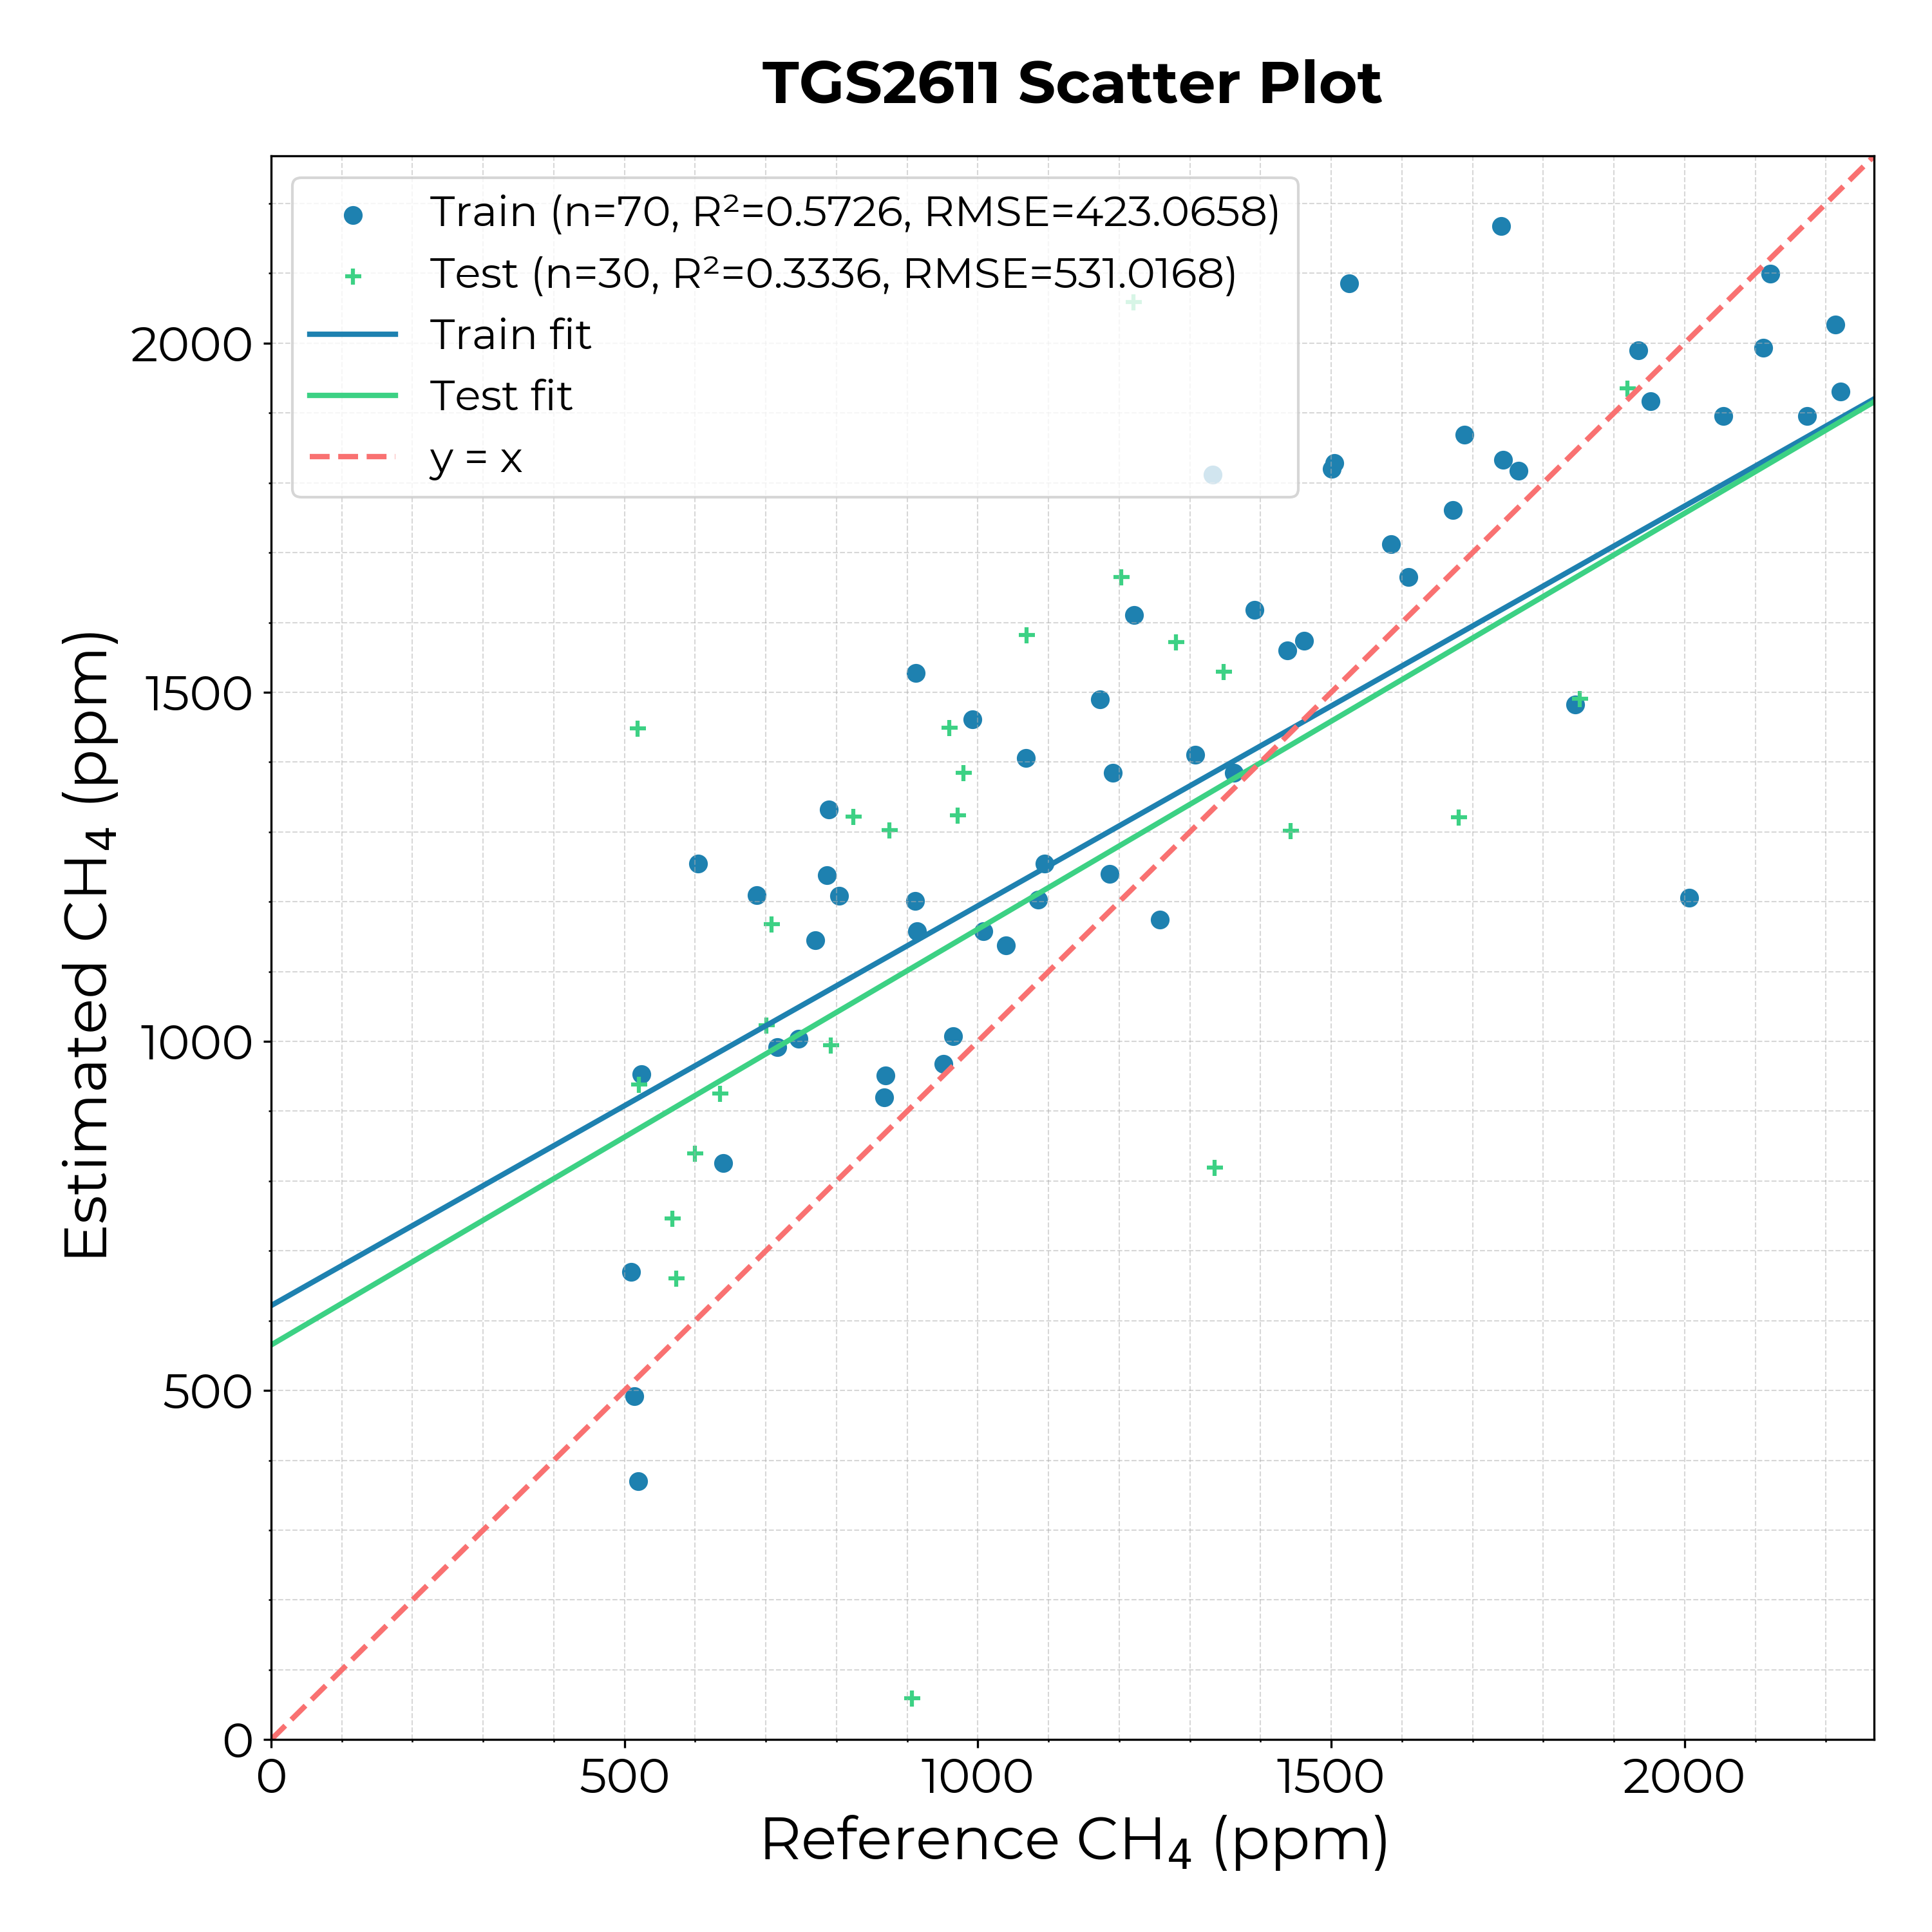 TGS2611 Scatter Plot
Train (n=70, R²=0.5726, RMSE=423.0658)
Test (n=30, R²=0.3336, RMSE=531.0168)
Train fit
Test fit
y = x
Estimated CH₄ (ppm)
2000
1500
1000
500
0
0 500 1000 1500 2000
Reference CH₄ (ppm)